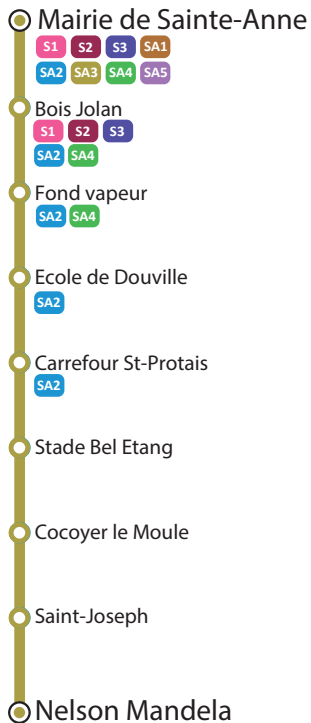 Mairie de Sainte-Anne
S1 S2 S3 SA1
SA2 SA3 SA4 SA5
Bois Jolan
S1 S2 S3
SA2 SA4
Fond vapeur
SA2 SA4
Ecole de Douville
SA2
Carrefour St-Protais
SA2
Stade Bel Etang
Cocoyer le Moule
Saint-Joseph
Nelson Mandela